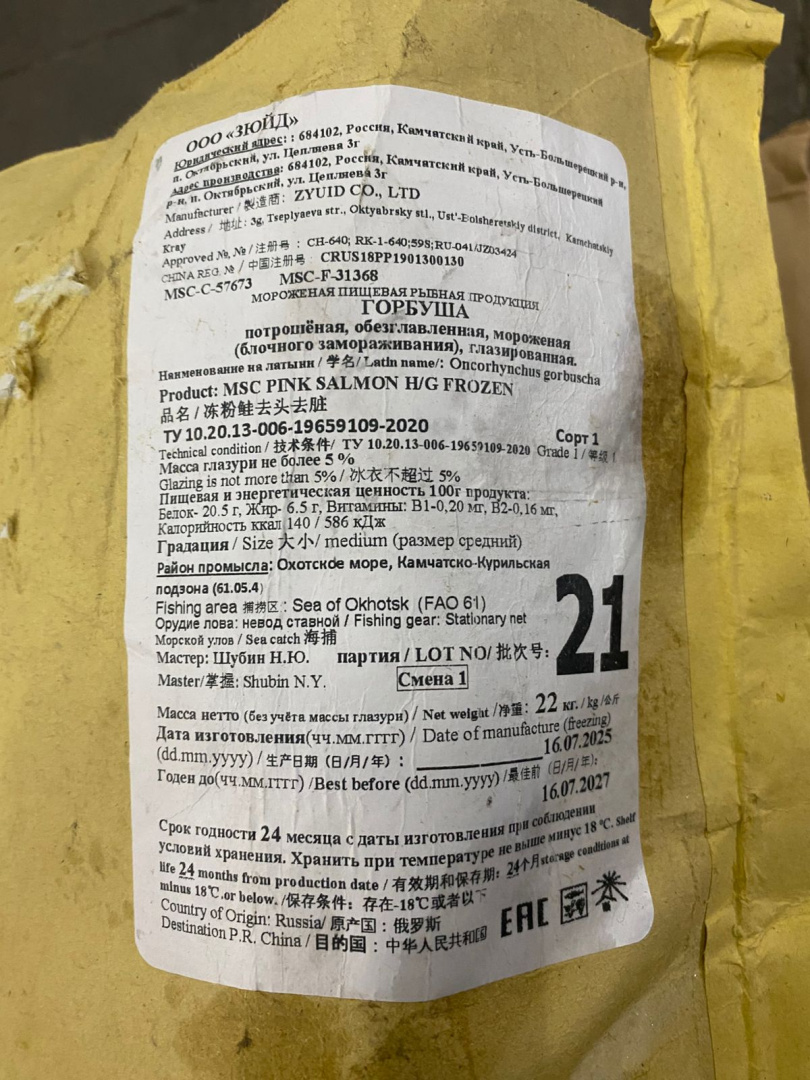 ООО «ЗЮЙД»
Юридический адрес: : 684102, Россия, Камчатский край, Усть-Большерецкий р-н,
п. Октябрьский, ул. Цепляева 3г
Адрес производства: 684102, Россия, Камчатский край, Усть-Большерецкий
р-н, п. Октябрьский, ул. Цепляева 3г
Manufacturer / 製造商: ZYUID CO., LTD
Address / 地址: 3g, Tseplyaeva str., Oktyabrsky stl., Ust'-Bolsheretskiy district, Kamchatskiy
Kray
Approved №, № / 注册号 : CH-640; RK-1-640;59S; RU-041/JZ03424
CHINA REG. № / 中国注册号 CRUS18PP1901300130
MSC-C-57673 MSC-F-31368
МОРОЖЕНАЯ ПИЩЕВАЯ РЫБНАЯ ПРОДУКЦИЯ
ГОРБУША
потрошёная, обезглавленная, мороженая
(блочного замораживания), глазированная.
Наименование на латыни / 学名/ Latin name/: Oncorhynchus gorbuscha
Product: MSC PINK SALMON H/G FROZEN
品名 / 冻粉鲑去头去脏
ТУ 10.20.13-006-19659109-2020 Сорт 1
Technical condition / 技术条件/ ТУ 10.20.13-006-19659109-2020 Grade 1 / 等级 1
Масса глазури не более 5 %
Glazing is not more than 5% / 冰衣不超过 5%
Пищевая и энергетическая ценность 100г продукта:
Белок- 20.5 г, Жир- 6.5 г, Витамины: В1-0,20 мг, В2-0,16 мг,
Калорийность ккал 140 / 586 кДж
Градация / Size 大小/ medium (размер средний)
Район промысла: Охотское море, Камчатско-Курильская
подзона (61.05.4)
Fishing area 捕捞区 : Sea of Okhotsk (FAO 61)
Орудие лова: невод ставной / Fishing gear: Stationary net
Морской улов / Sea catch 海捕
Мастер: Шубин Н.Ю. партия / LOT NO/ 批次号: 21
Master/掌握: Shubin N.Y. Смена 1
Масса нетто (без учёта массы глазури) / Net weight /净重: 22 кг. / kg /公斤
Дата изготовления(чч.мм.гггг) / Date of manufacture (freezing)
(dd.mm.yyyy) / 生产日期（日/月/ 年）: 16.07.2025
Годен до(чч.мм.гггг) /Best before (dd.mm.yyyy) /最佳前（日/月/年）:
16.07.2027
Срок годности 24 месяца с даты изготовления при соблюдении
условий хранения. Хранить при температуре не выше минус 18 °C. Shelf
life 24 months from production date / 有效期和保存期: 24个月storage conditions at
minus 18℃.or below. /保存条件: 存在-18℃或者以下
Country of Origin: Russia/ 原产国 : 俄罗斯
Destination P.R. China / 目的国 : 中华人民共和国
EAC